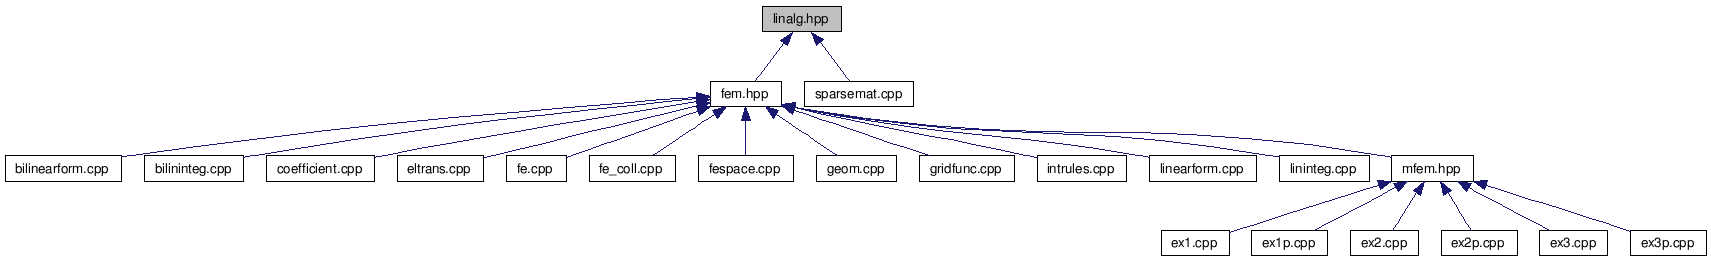 linalg.hpp
fem.hpp
sparsemat.cpp
bilinearform.cpp
bilininteg.cpp
coefficient.cpp
eltrans.cpp
fe.cpp
fe_coll.cpp
fespace.cpp
geom.cpp
gridfunc.cpp
intrules.cpp
linearform.cpp
lininteg.cpp
mfem.hpp
ex1.cpp
ex1p.cpp
ex2.cpp
ex2p.cpp
ex3.cpp
ex3p.cpp